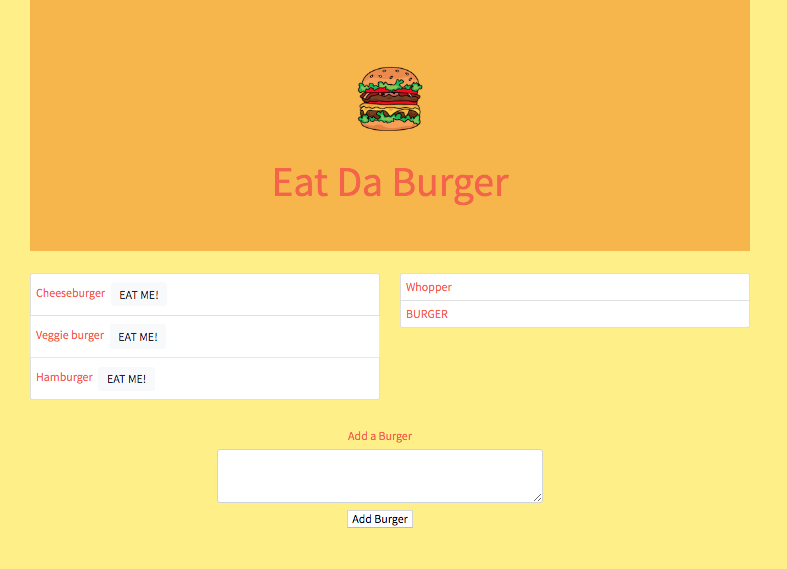 Eat Da Burger
Cheeseburger EAT ME!
Veggie burger EAT ME!
Hamburger EAT ME!
Whopper
BURGER
Add a Burger
Add Burger